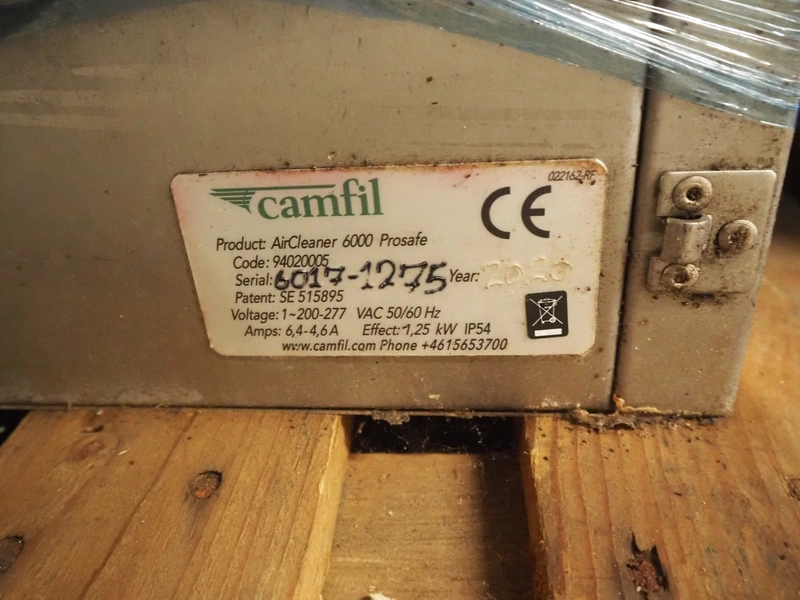 022162-RF
camfil
CE
Product: AirCleaner 6000 Prosafe
Code: 94020005
Serial: 6017-1275 Year: 2020
Patent: SE 515895
Voltage: 1~200-277 VAC 50/60 Hz
Amps: 6,4-4,6 A Effect: 1,25 kW IP54
www.camfil.com Phone +4615653700